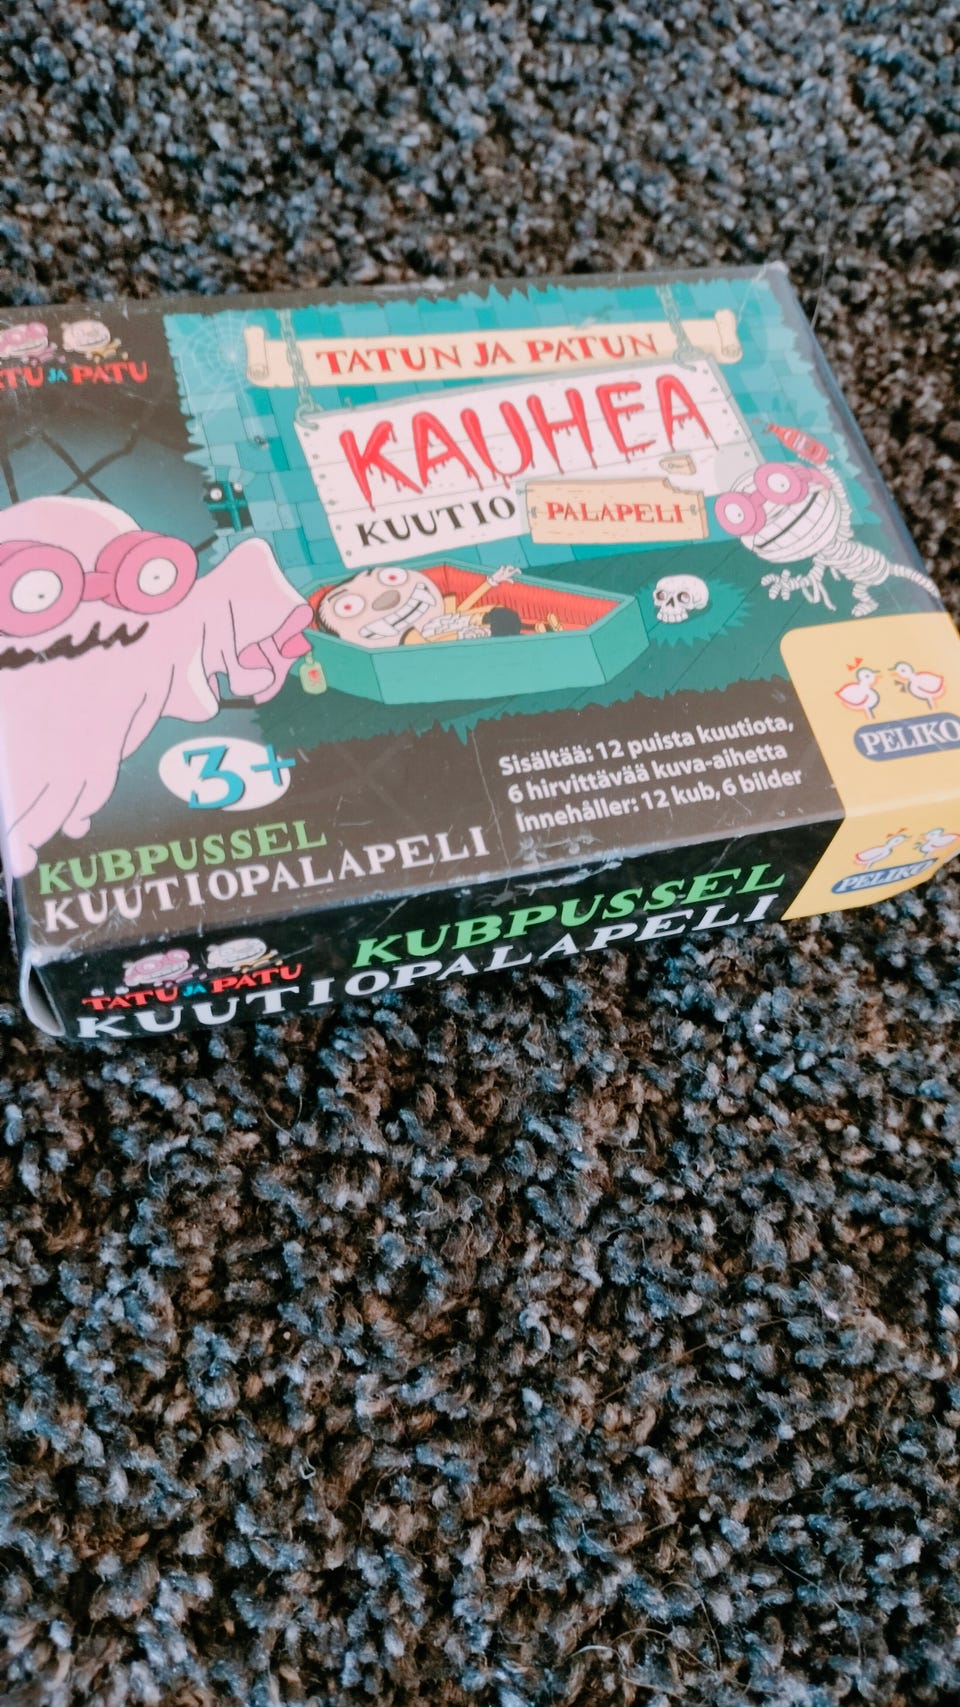 TATU JA PATU
TATUN JA PATUN
KAUHEA
KUUTIO
PALAPELI
PELIKO
3+
Sisältää: 12 puista kuutiota,
6 hirvittävää kuva-aihetta
Innehåller: 12 kub, 6 bilder
KUBPUSSEL
KUUTIOPALAPELI
PELIKO
TATU JA PATU
KUBPUSSEL
KUUTIOPALAPELI